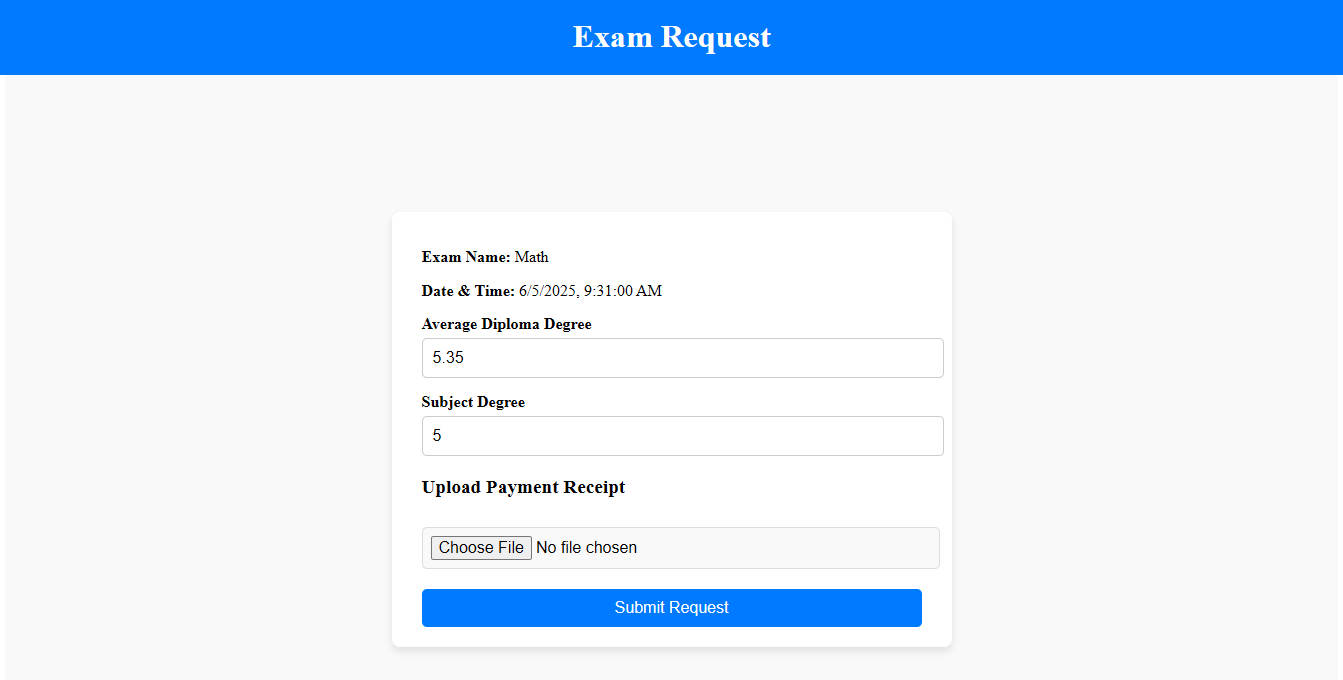 Exam Request
Exam Name: Math
Date & Time: 6/5/2025, 9:31:00 AM
Average Diploma Degree
5.35
Subject Degree
5
Upload Payment Receipt
Choose File No file chosen
Submit Request